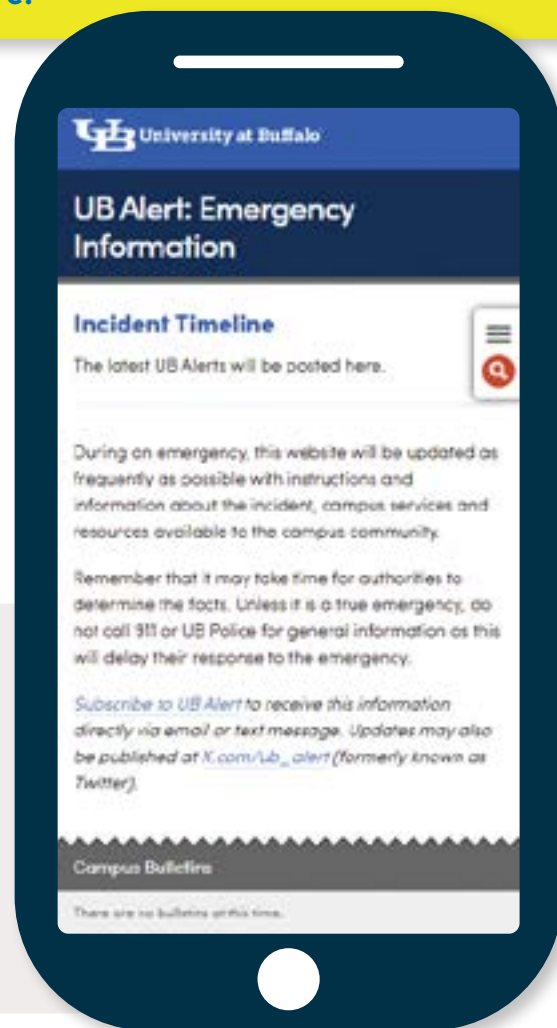 UB University at Buffalo
UB Alert: Emergency
Information
Incident Timeline
The latest UB Alerts will be posted here.
During an emergency, this website will be updated as
frequently as possible with instructions and
information about the incident, campus services and
resources available to the campus community.
Remember that it may take time for authorities to
determine the facts. Unless it is a true emergency, do
not call 911 or UB Police for general information as this
will delay their response to the emergency.
Subscribe to UB Alert to receive this information
directly via email or text message. Updates may also
be published at X.com/ub_alert (formerly known as
Twitter).
Campus Bulletins
There are no bulletins at this time.